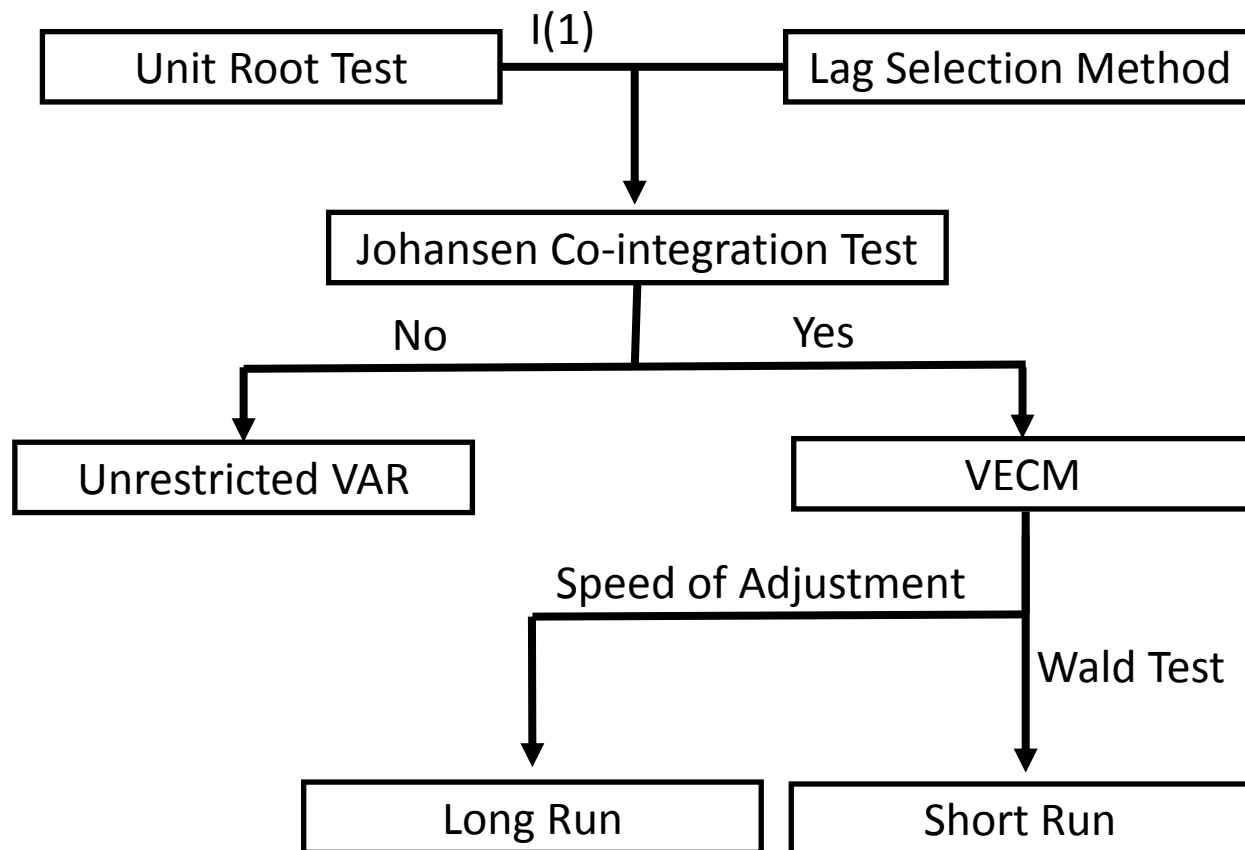 I(1)
Unit Root Test
Lag Selection Method
Johansen Co-integration Test
No
Yes
Unrestricted VAR
VECM
Speed of Adjustment
Wald Test
Long Run
Short Run